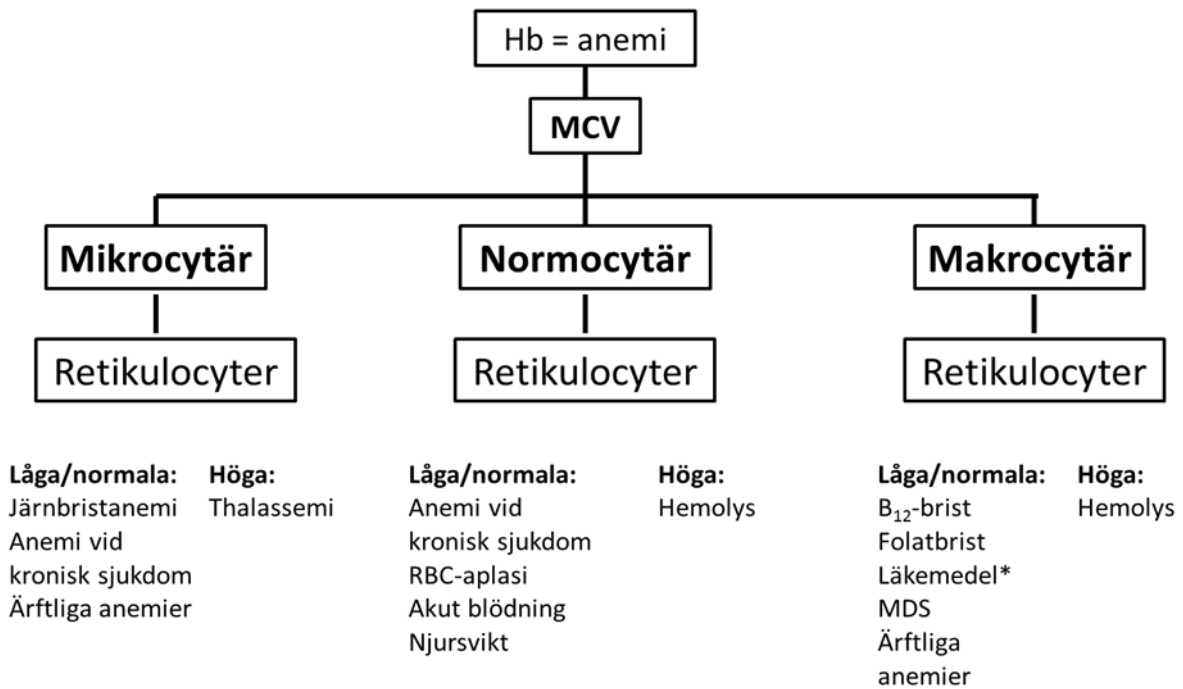 Hb = anemi
MCV
Mikrocytär
Normocytär
Makrocytär
Retikulocyter
Retikulocyter
Retikulocyter
Låga/normala:
Järnbristanemi
Anemi vid
kronisk sjukdom
Ärftliga anemier
Höga:
Thalassemi
Låga/normala:
Anemi vid
kronisk sjukdom
RBC-aplasi
Akut blödning
Njursvikt
Höga:
Hemolys
Låga/normala:
B₁₂-brist
Folatbrist
Läkemedel*
MDS
Ärftliga
anemier
Höga:
Hemolys